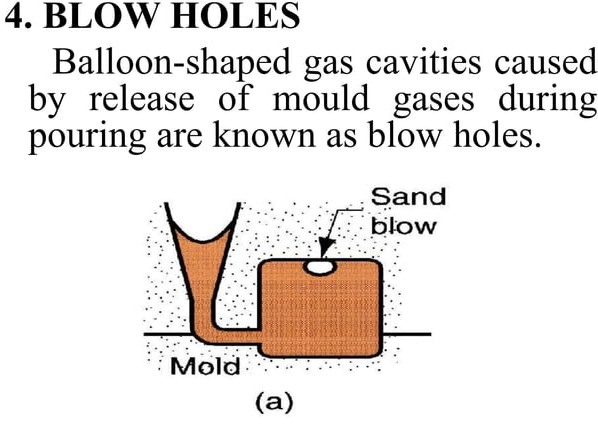 4. BLOW HOLES
Balloon-shaped gas cavities caused
by release of mould gases during
pouring are known as blow holes.
Sand
blow
Mold
(a)